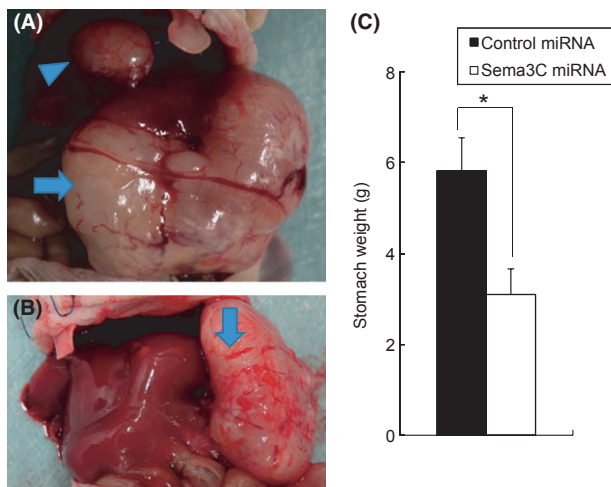 (A)
(B)
(C)
Control miRNA
Sema3C miRNA
8
*
6
4
2
0
Stomach weight (g)